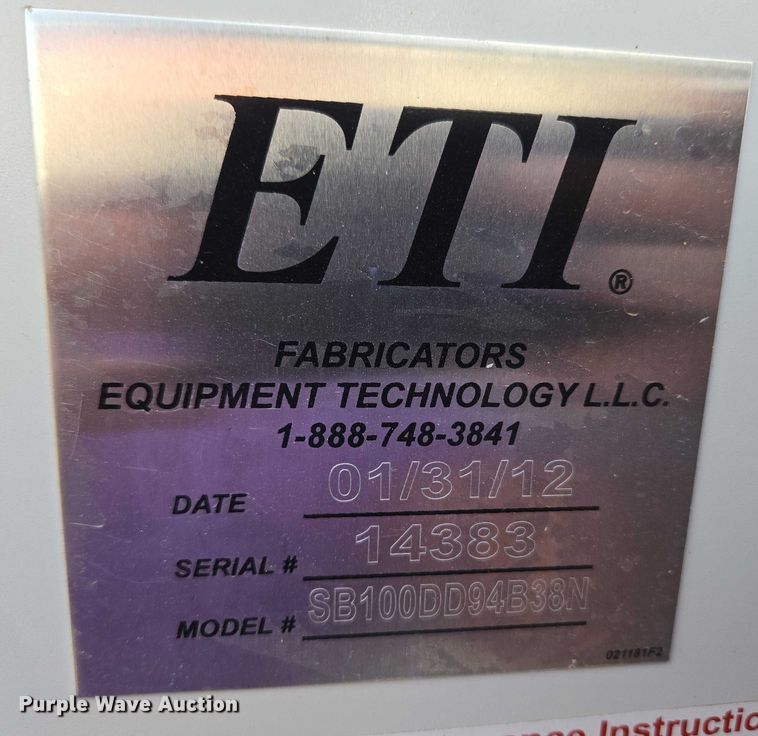 ETI®
FABRICATORS
EQUIPMENT TECHNOLOGY L.L.C.
1-888-748-3841
DATE 01/31/12
SERIAL # 14383
MODEL # SB100DD94B38N
021181F2
Purple Wave Auction
Instructio